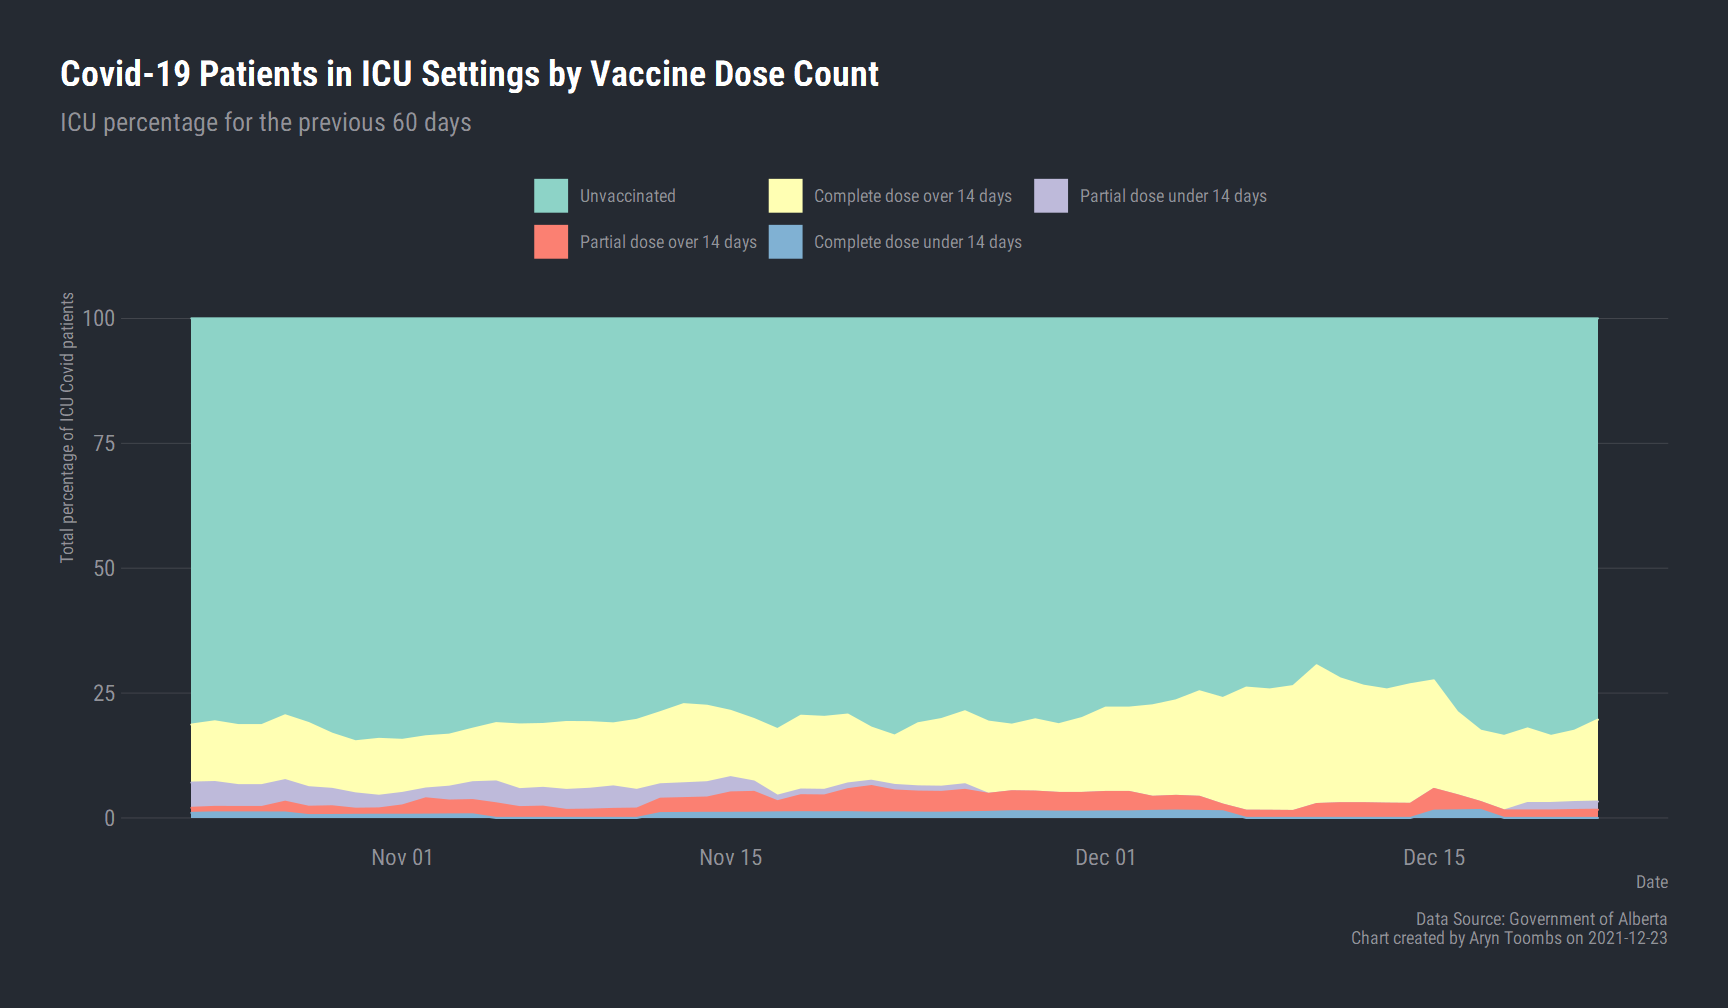 Covid-19 Patients in ICU Settings by Vaccine Dose Count
ICU percentage for the previous 60 days
Unvaccinated
Complete dose over 14 days
Partial dose under 14 days
Partial dose over 14 days
Complete dose under 14 days
Total percentage of ICU Covid patients
100
75
50
25
0
Nov 01
Nov 15
Dec 01
Dec 15
Date
Data Source: Government of Alberta
Chart created by Aryn Toombs on 2021-12-23